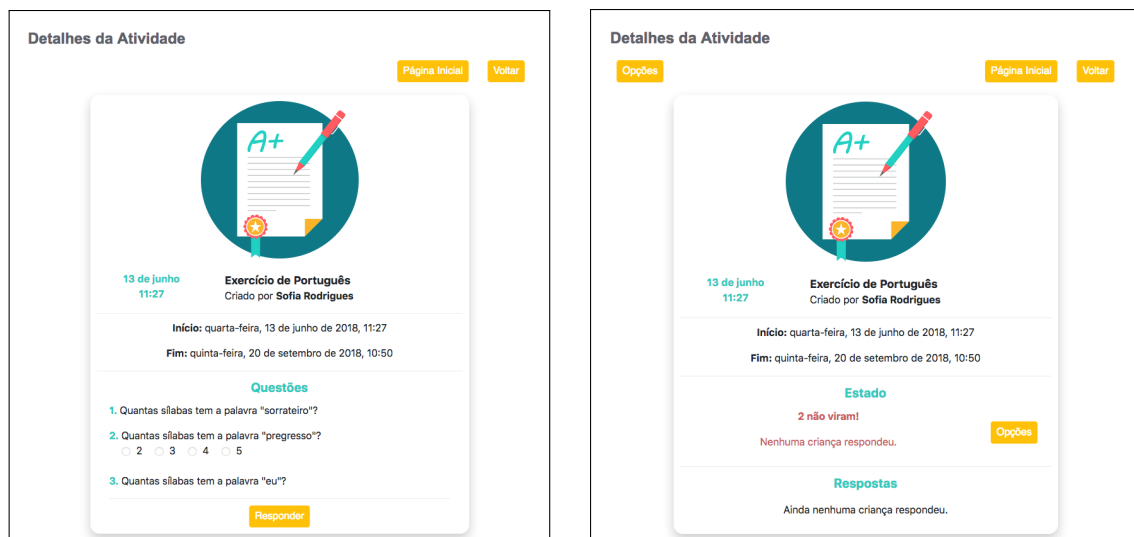 Detalhes da Atividade
Página Inicial
Voltar
A+
13 de junho
11:27
Exercício de Português
Criado por Sofia Rodrigues
Início: quarta-feira, 13 de junho de 2018, 11:27
Fim: quinta-feira, 20 de setembro de 2018, 10:50
Questões
1. Quantas sílabas tem a palavra "sorrateiro"?
2. Quantas sílabas tem a palavra "pregresso"?
2 3 4 5
3. Quantas sílabas tem a palavra "eu"?
Responder
Detalhes da Atividade
Opções
Página Inicial
Voltar
A+
13 de junho
11:27
Exercício de Português
Criado por Sofia Rodrigues
Início: quarta-feira, 13 de junho de 2018, 11:27
Fim: quinta-feira, 20 de setembro de 2018, 10:50
Estado
2 não viram!
Nenhuma criança respondeu.
Opções
Respostas
Ainda nenhuma criança respondeu.